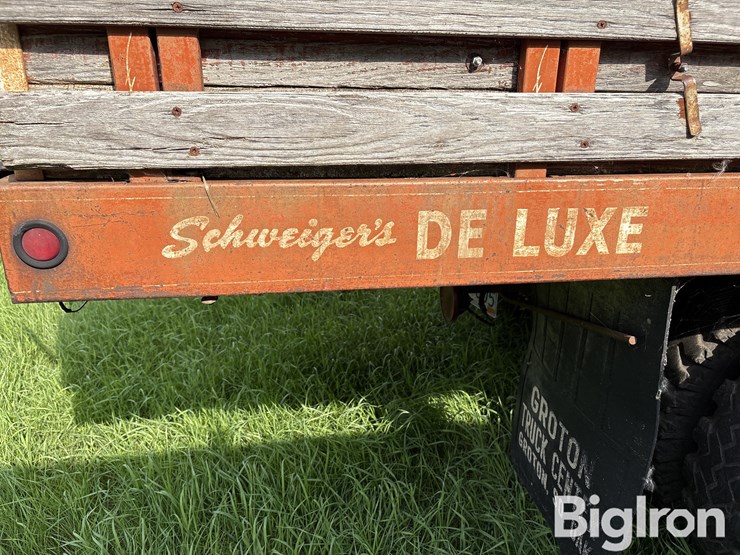 Schweiger's DE LUXE
GROTON
TRUCK CEN
GROTON
BigIron